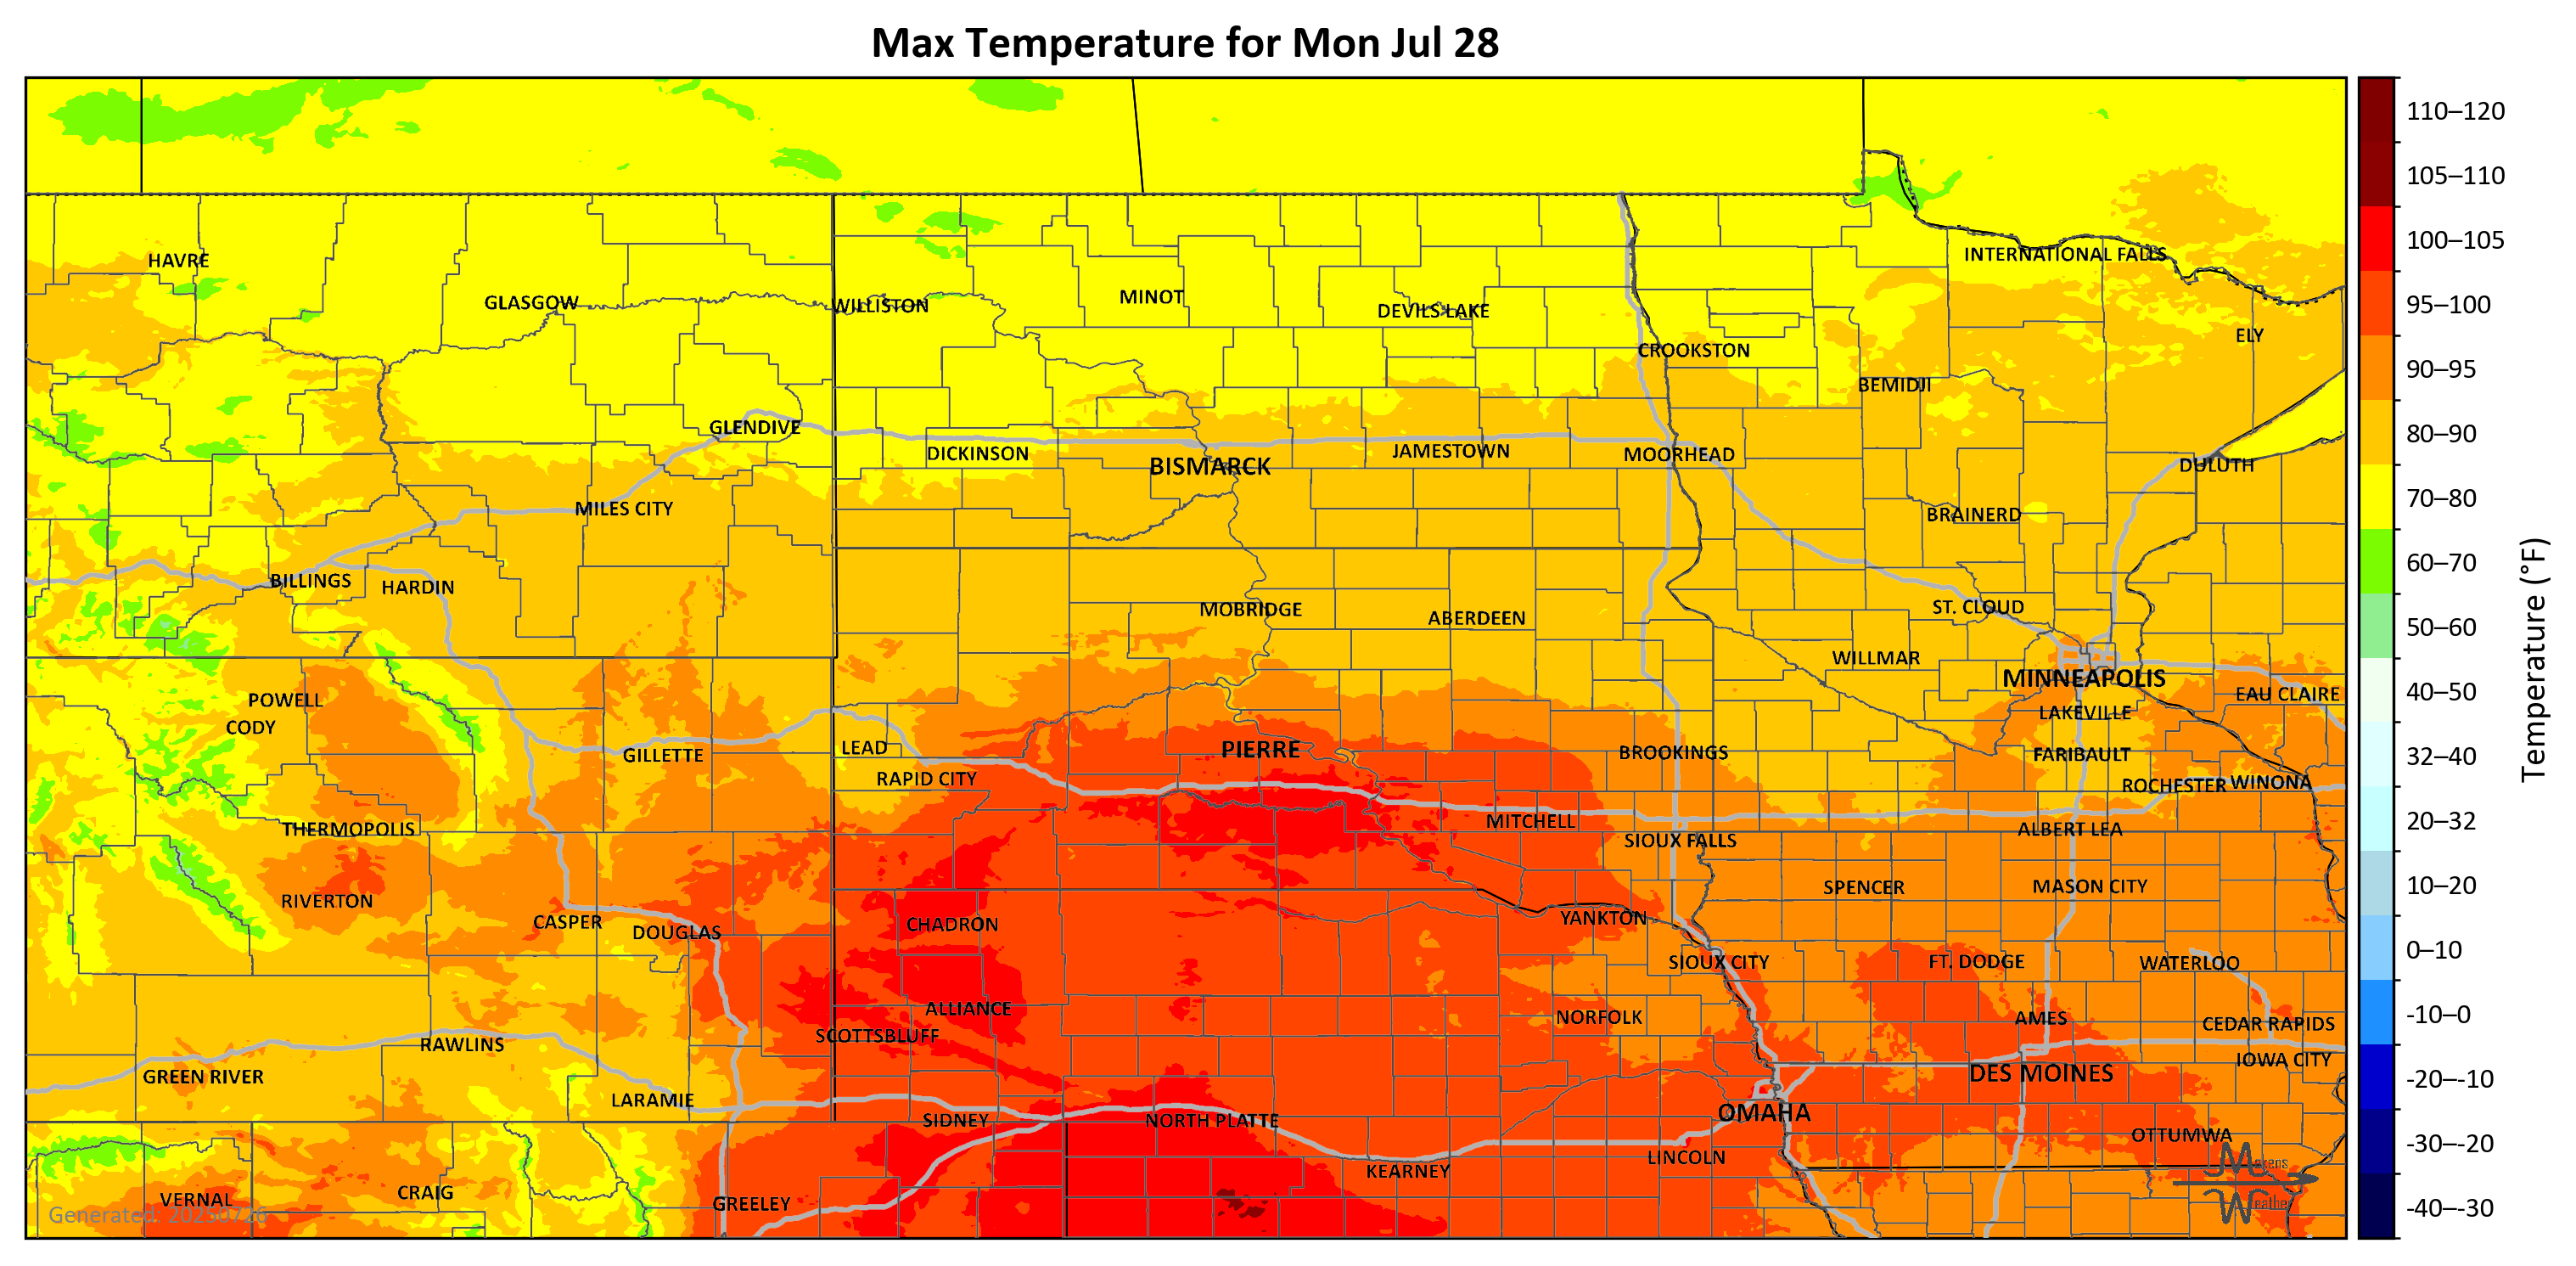 Max Temperature for Mon Jul 28
HAVRE
GLASGOW
WILLISTON
MINOT
DEVILS LAKE
INTERNATIONAL FALLS
CROOKSTON
ELY
BEMIDJI
GLENDIVE
DICKINSON
BISMARCK
JAMESTOWN
MOORHEAD
DULUTH
MILES CITY
BRAINERD
BILLINGS
HARDIN
MOBRIDGE
ABERDEEN
ST. CLOUD
WILLMAR
MINNEAPOLIS
EAU CLAIRE
POWELL
CODY
LAKEVILLE
GILLETTE
LEAD
PIERRE
BROOKINGS
FARIBAULT
RAPID CITY
ROCHESTER
WINONA
THERMOPOLIS
MITCHELL
SIOUX FALLS
ALBERT LEA
RIVERTON
SPENCER
MASON CITY
CASPER
DOUGLAS
CHADRON
YANKTON
SIOUX CITY
FT. DODGE
WATERLOO
ALLIANCE
NORFOLK
AMES
CEDAR RAPIDS
SCOTTSBLUFF
RAWLINS
IOWA CITY
GREEN RIVER
DES MOINES
LARAMIE
SIDNEY
NORTH PLATTE
OMAHA
OTTUMWA
KEARNEY
LINCOLN
VERNAL
CRAIG
GREELEY
Generated: 20250726
Makens
Weather
110–120
105–110
100–105
95–100
90–95
80–90
70–80
60–70
50–60
40–50
32–40
20–32
10–20
0–10
-10–0
-20–-10
-30–-20
-40–-30
Temperature (°F)